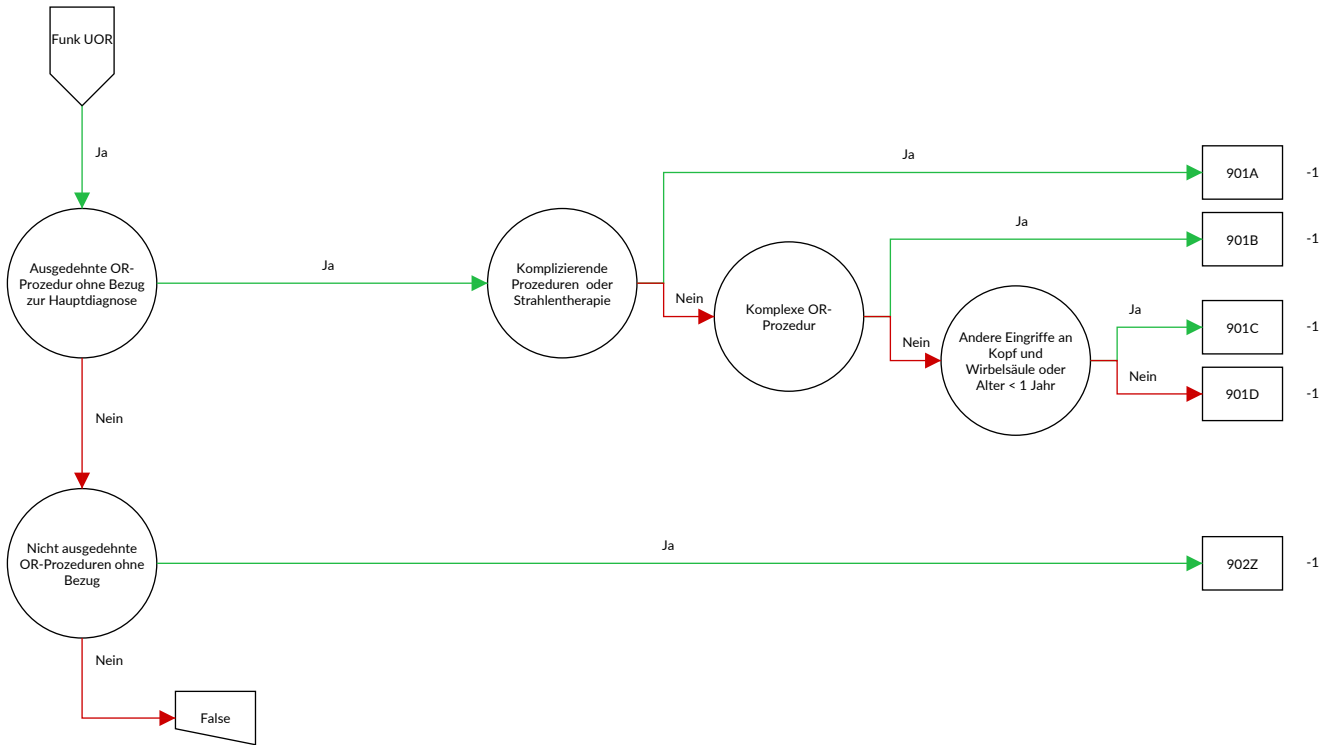 Funk UOR
Ja
Ja
901A
-1
Ja
901B
-1
Ausgedehnte OR-
Prozedur ohne Bezug
zur Hauptdiagnose
Ja
Komplizierende
Prozeduren oder
Strahlentherapie
Nein
Komplexe OR-
Prozedur
Nein
Andere Eingriffe an
Kopf und
Wirbelsäule oder
Alter < 1 Jahr
Ja
901C
-1
Nein
901D
-1
Nein
Nicht ausgedehnte
OR-Prozeduren ohne
Bezug
Ja
902Z
-1
Nein
False